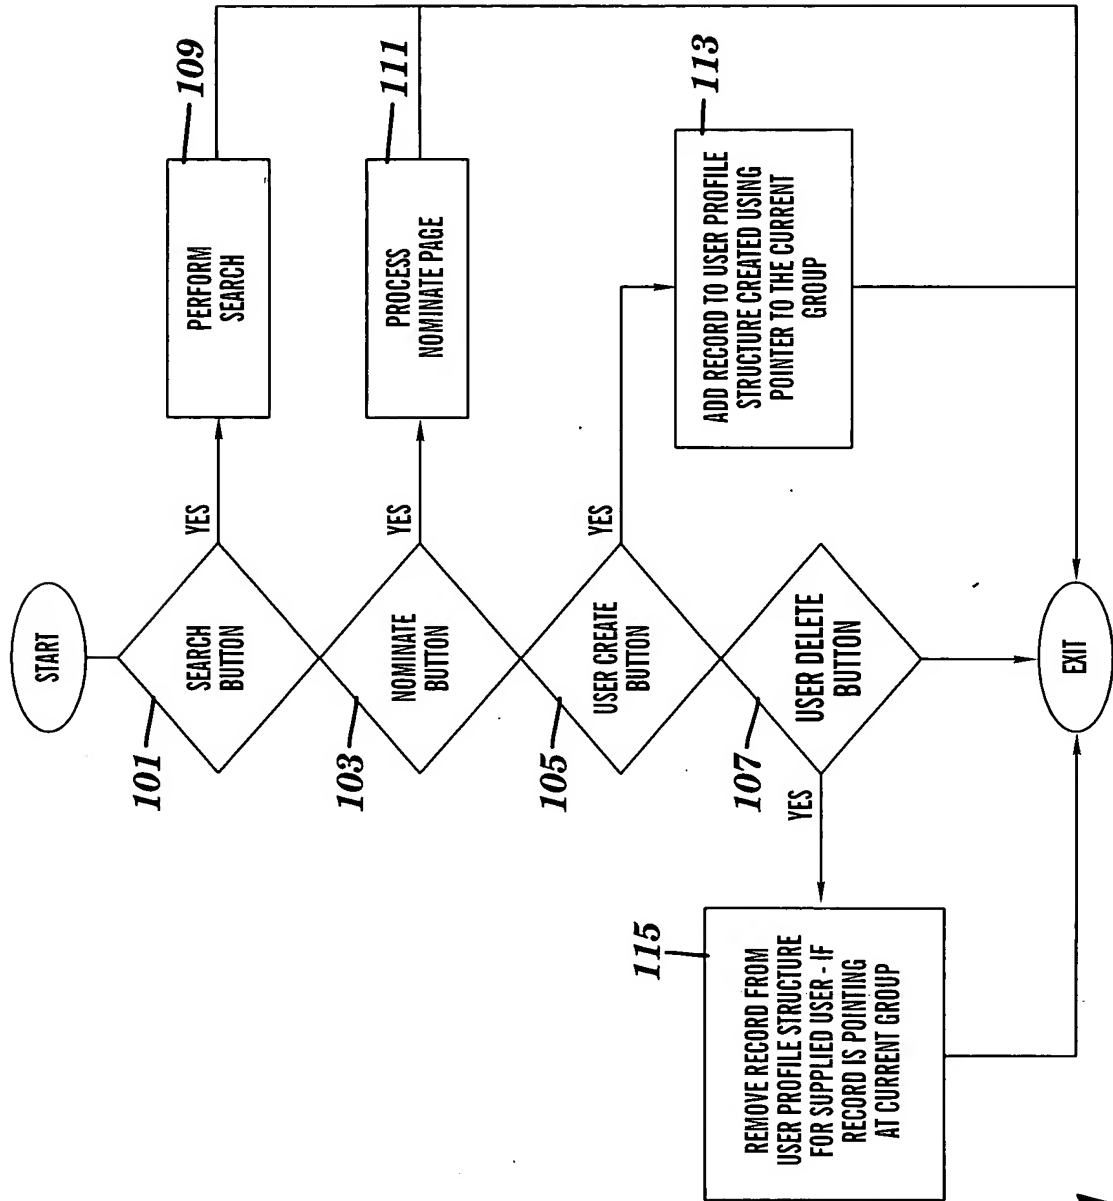 START
SEARCH
BUTTON
101
YES
PERFORM
SEARCH
109
NOMINATE
BUTTON
103
YES
PROCESS
NOMINATE PAGE
111
USER CREATE
BUTTON
105
YES
ADD RECORD TO USER PROFILE
STRUCTURE CREATED USING
POINTER TO THE CURRENT
GROUP
113
USER DELETE
BUTTON
107
YES
REMOVE RECORD FROM
USER PROFILE STRUCTURE
FOR SUPPLIED USER - IF
RECORD IS POINTING
AT CURRENT GROUP
115
EXIT